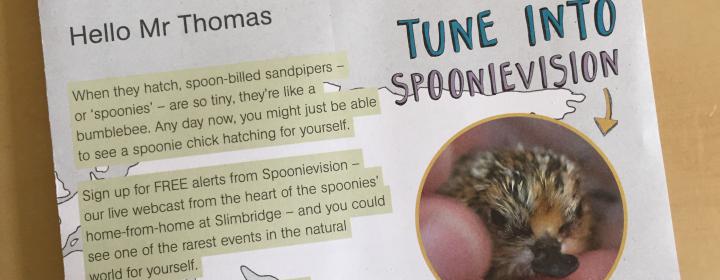 Hello Mr Thomas
TUNE INTO
SPOONIEVISION
When they hatch, spoon-billed sandpipers –
or ‘spoonies’ – are so tiny, they’re like a
bumblebee. Any day now, you might just be able
to see a spoonie chick hatching for yourself.
Sign up for FREE alerts from Spoonievision –
our live webcast from the heart of the spoonies’
home-from-home at Slimbridge – and you could
see one of the rarest events in the natural
world for yourself.